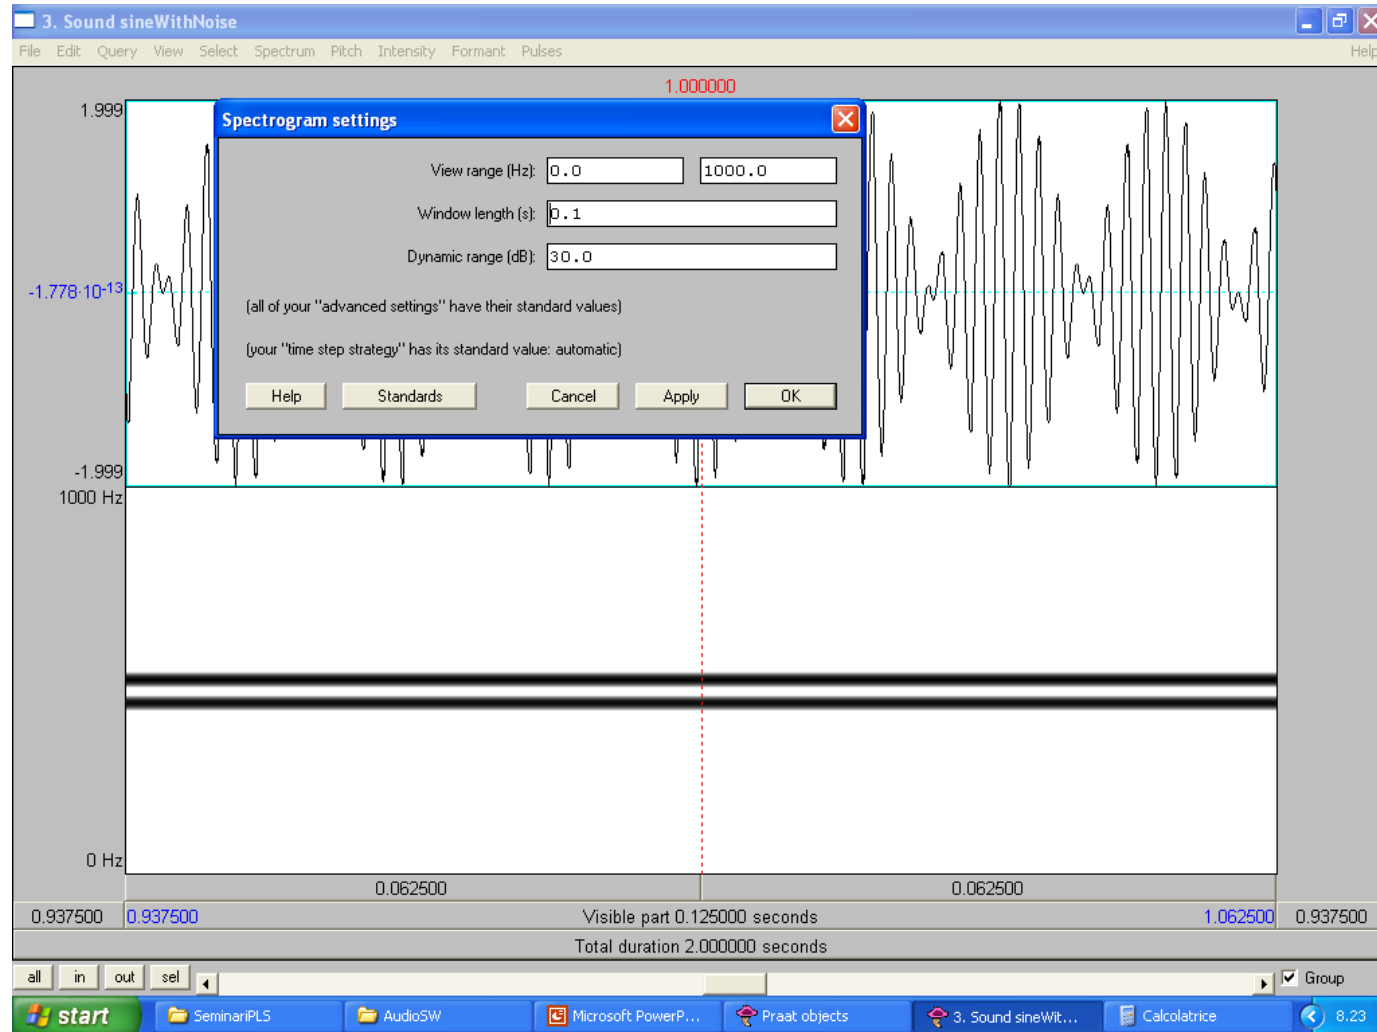 3. Sound sineWithNoise
File Edit Query View Select Spectrum Pitch Intensity Formant Pulses Help
1.000000
1.999
Spectrogram settings
View range (Hz): 0.0 1000.0
Window length (s): 0.1
Dynamic range (dB): 30.0
-1.778·10-13
(all of your "advanced settings" have their standard values)
(your "time step strategy" has its standard value: automatic)
Help Standards Cancel Apply OK
-1.999
1000 Hz
0 Hz
0.062500 0.062500
0.937500 0.937500 Visible part 0.125000 seconds 1.062500 0.937500
Total duration 2.000000 seconds
all in out sel Group
start SeminariPLS AudioSW Microsoft PowerP... Praat objects 3. Sound sineWit... Calcolatrice 8.23